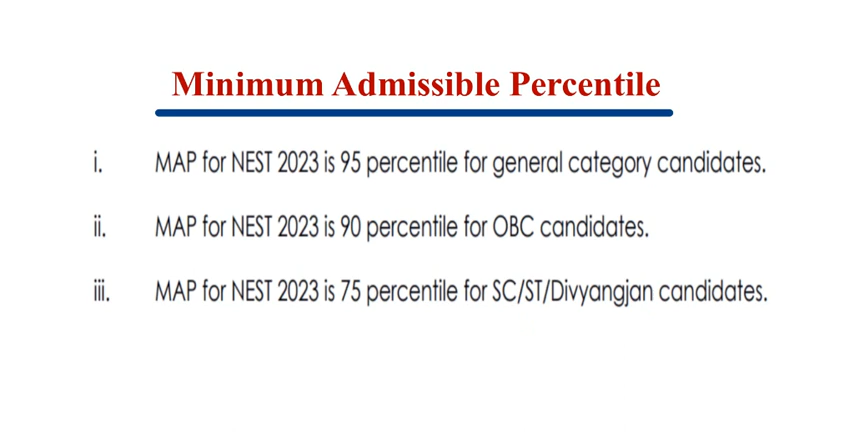 Minimum Admissible Percentile
i. MAP for NEST 2023 is 95 percentile for general category candidates.
ii. MAP for NEST 2023 is 90 percentile for OBC candidates.
iii. MAP for NEST 2023 is 75 percentile for SC/ST/Divyangjan candidates.